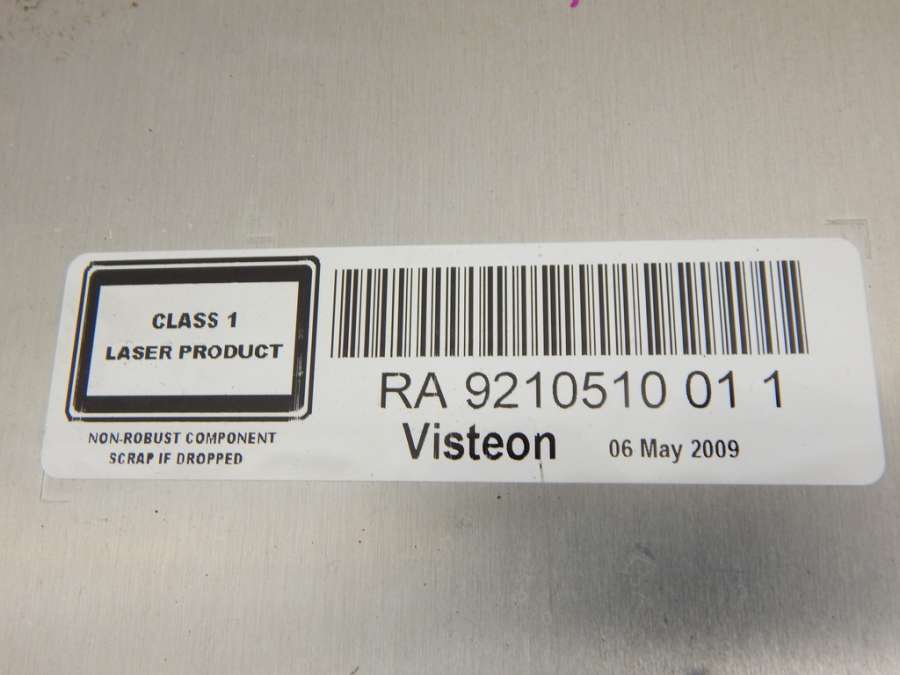 CLASS 1
LASER PRODUCT
NON-ROBUST COMPONENT
SCRAP IF DROPPED
RA 9210510 01 1
Visteon 06 May 2009